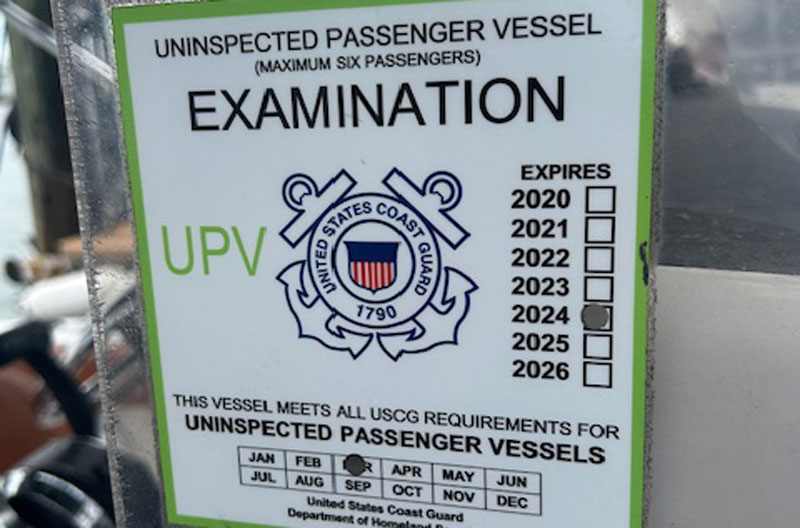 UNINSPECTED PASSENGER VESSEL
(MAXIMUM SIX PASSENGERS)
EXAMINATION
UPV
UNITED STATES COAST GUARD
1790
EXPIRES
2020
2021
2022
2023
2024
2025
2026
THIS VESSEL MEETS ALL USCG REQUIREMENTS FOR
UNINSPECTED PASSENGER VESSELS
JAN FEB APR MAY JUN
JUL AUG SEP OCT NOV DEC
United States Coast Guard
Department of Homeland